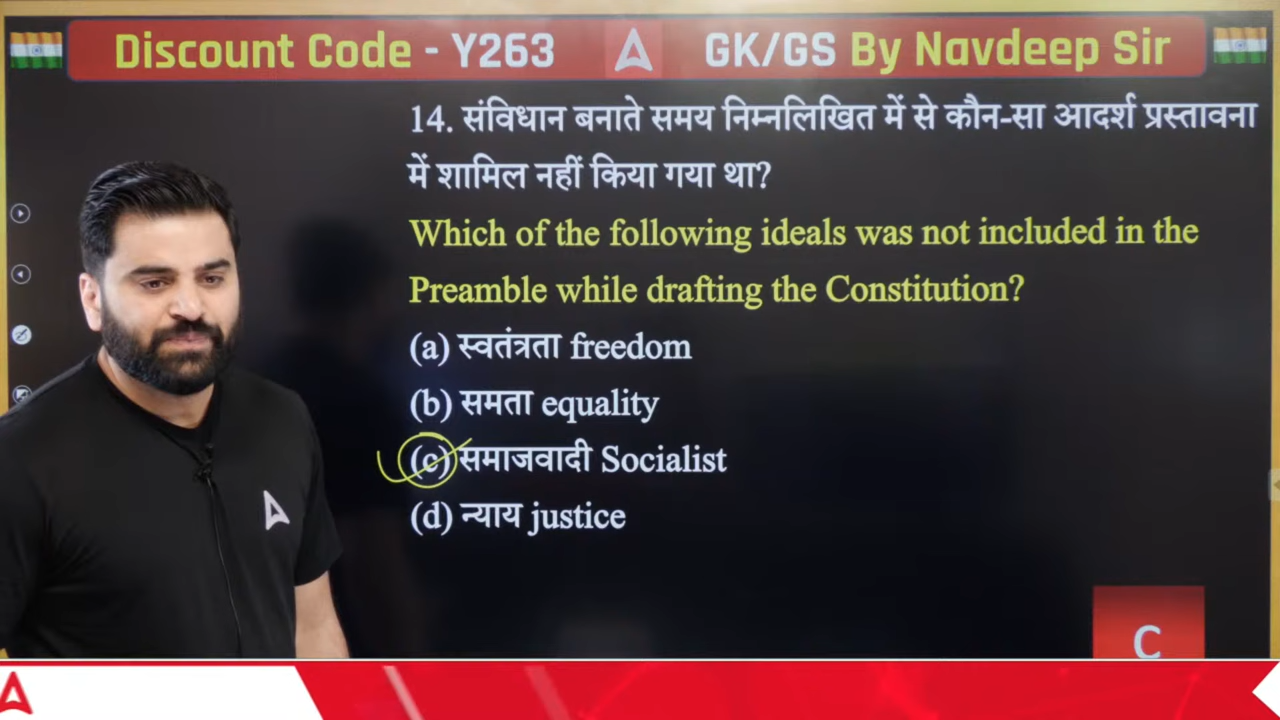 Discount Code - Y263 GK/GS By Navdeep Sir
14. संविधान बनाते समय निम्नलिखित में से कौन-सा आदर्श प्रस्तावना
में शामिल नहीं किया गया था?
Which of the following ideals was not included in the
Preamble while drafting the Constitution?
(a) स्वतंत्रता freedom
(b) समता equality
(c) समाजवादी Socialist
(d) न्याय justice
C